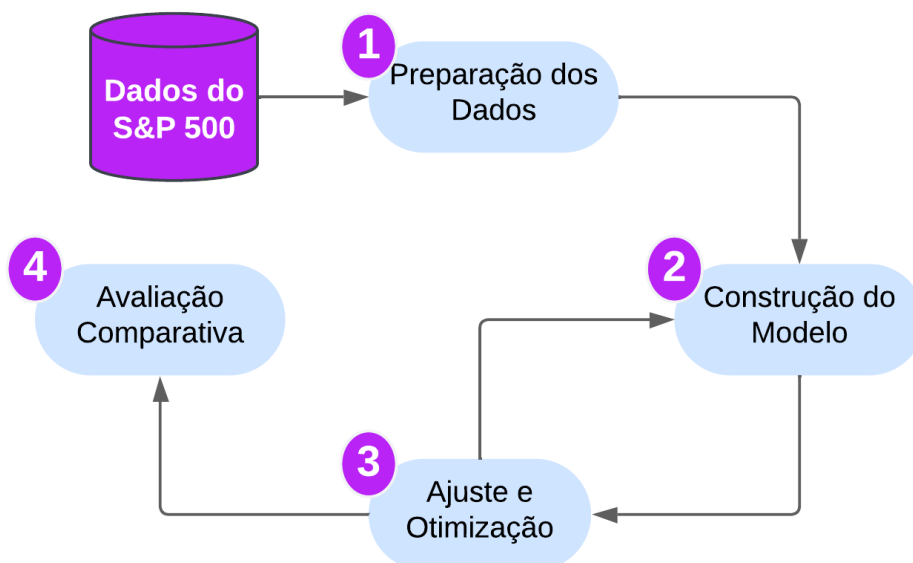 Dados do
S&P 500
1
Preparação dos
Dados
2
Construção do
Modelo
3
Ajuste e
Otimização
4
Avaliação
Comparativa